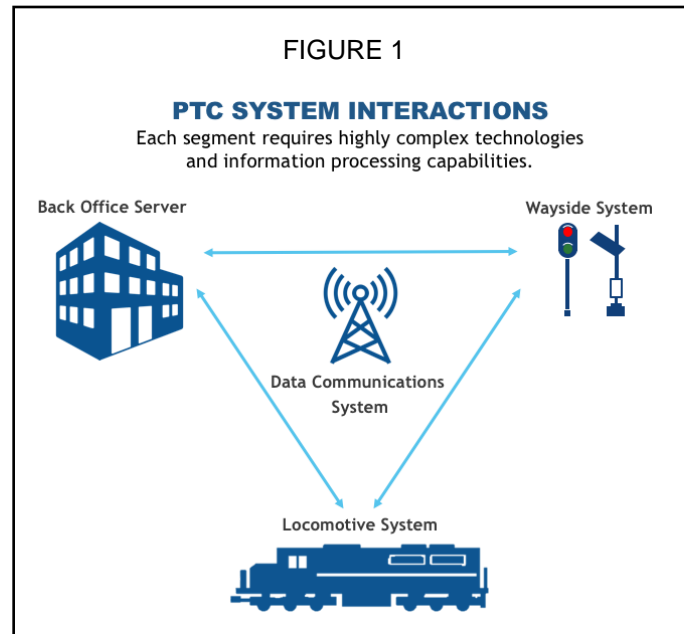 FIGURE 1
PTC SYSTEM INTERACTIONS
Each segment requires highly complex technologies
and information processing capabilities.
Back Office Server
Wayside System
Data Communications
System
Locomotive System